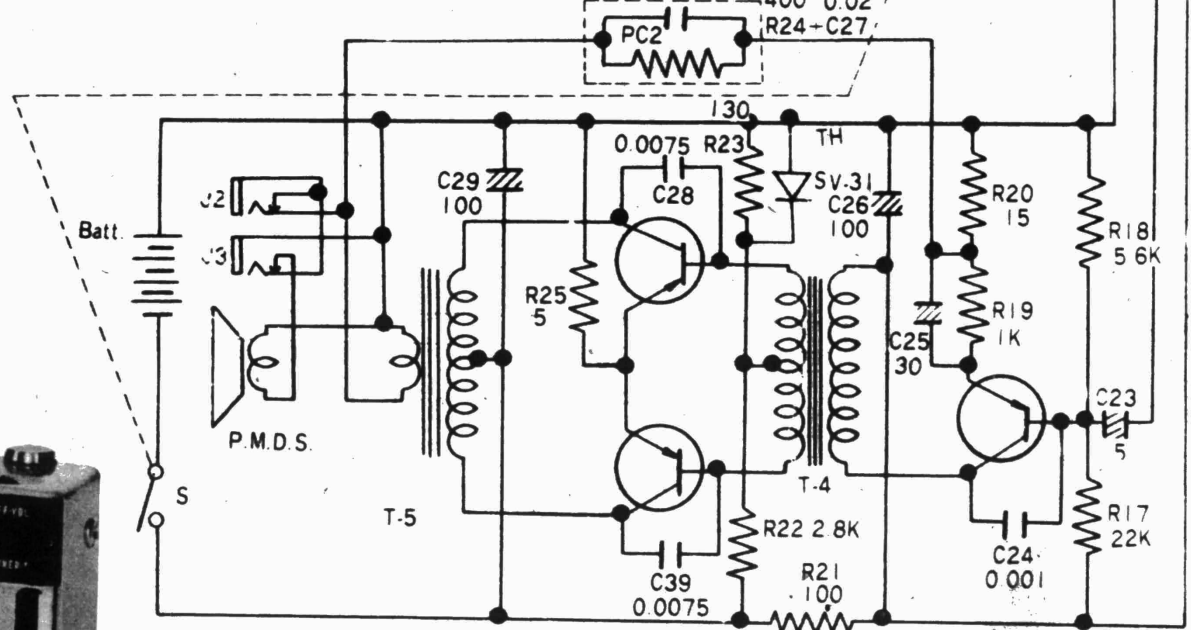 400 0.02
R24+C27
PC2
130
TH
0.0075
R23
C28
SV-31
C29
100
C26
100
R20
15
R18
5.6K
J2
Batt.
J3
R25
5
R19
1K
C25
30
C23
5
P.M.D.S.
S
T-5
T-4
R22 2.8K
R17
22K
C24
0.001
R21
100
C39
0.0075